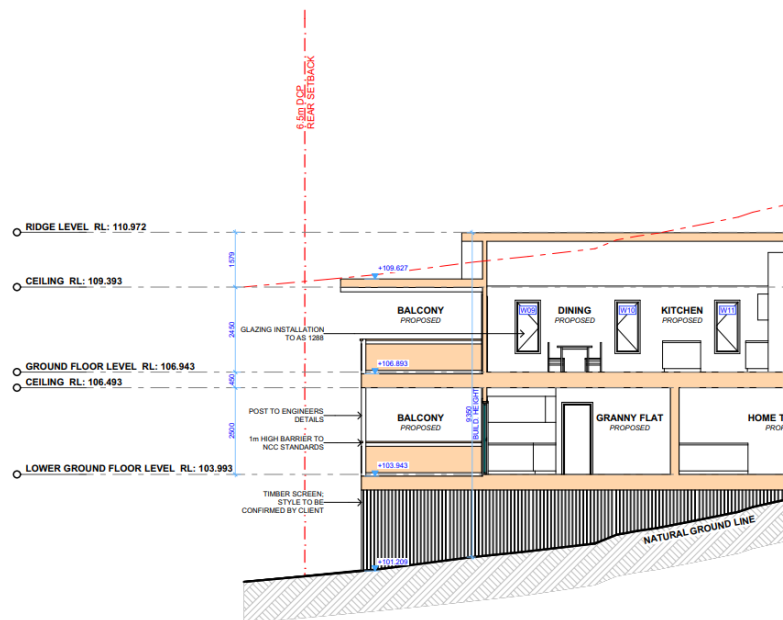 6.5m DCP
REAR SETBACK
RIDGE LEVEL RL: 110.972
1579
+109.627
CEILING RL: 109.393
2450
BALCONY
PROPOSED
W09
DINING
PROPOSED
W10
KITCHEN
PROPOSED
W11
GLAZING INSTALLATION
TO AS 1288
GROUND FLOOR LEVEL RL: 106.943
+106.893
450
CEILING RL: 106.493
2500
POST TO ENGINEERS
DETAILS
BALCONY
PROPOSED
9350
BUILD. HEIGHT
GRANNY FLAT
PROPOSED
HOME T
PROP
1m HIGH BARRIER TO
NCC STANDARDS
LOWER GROUND FLOOR LEVEL RL: 103.993
+103.943
TIMBER SCREEN;
STYLE TO BE
CONFIRMED BY CLIENT
NATURAL GROUND LINE
+101.209